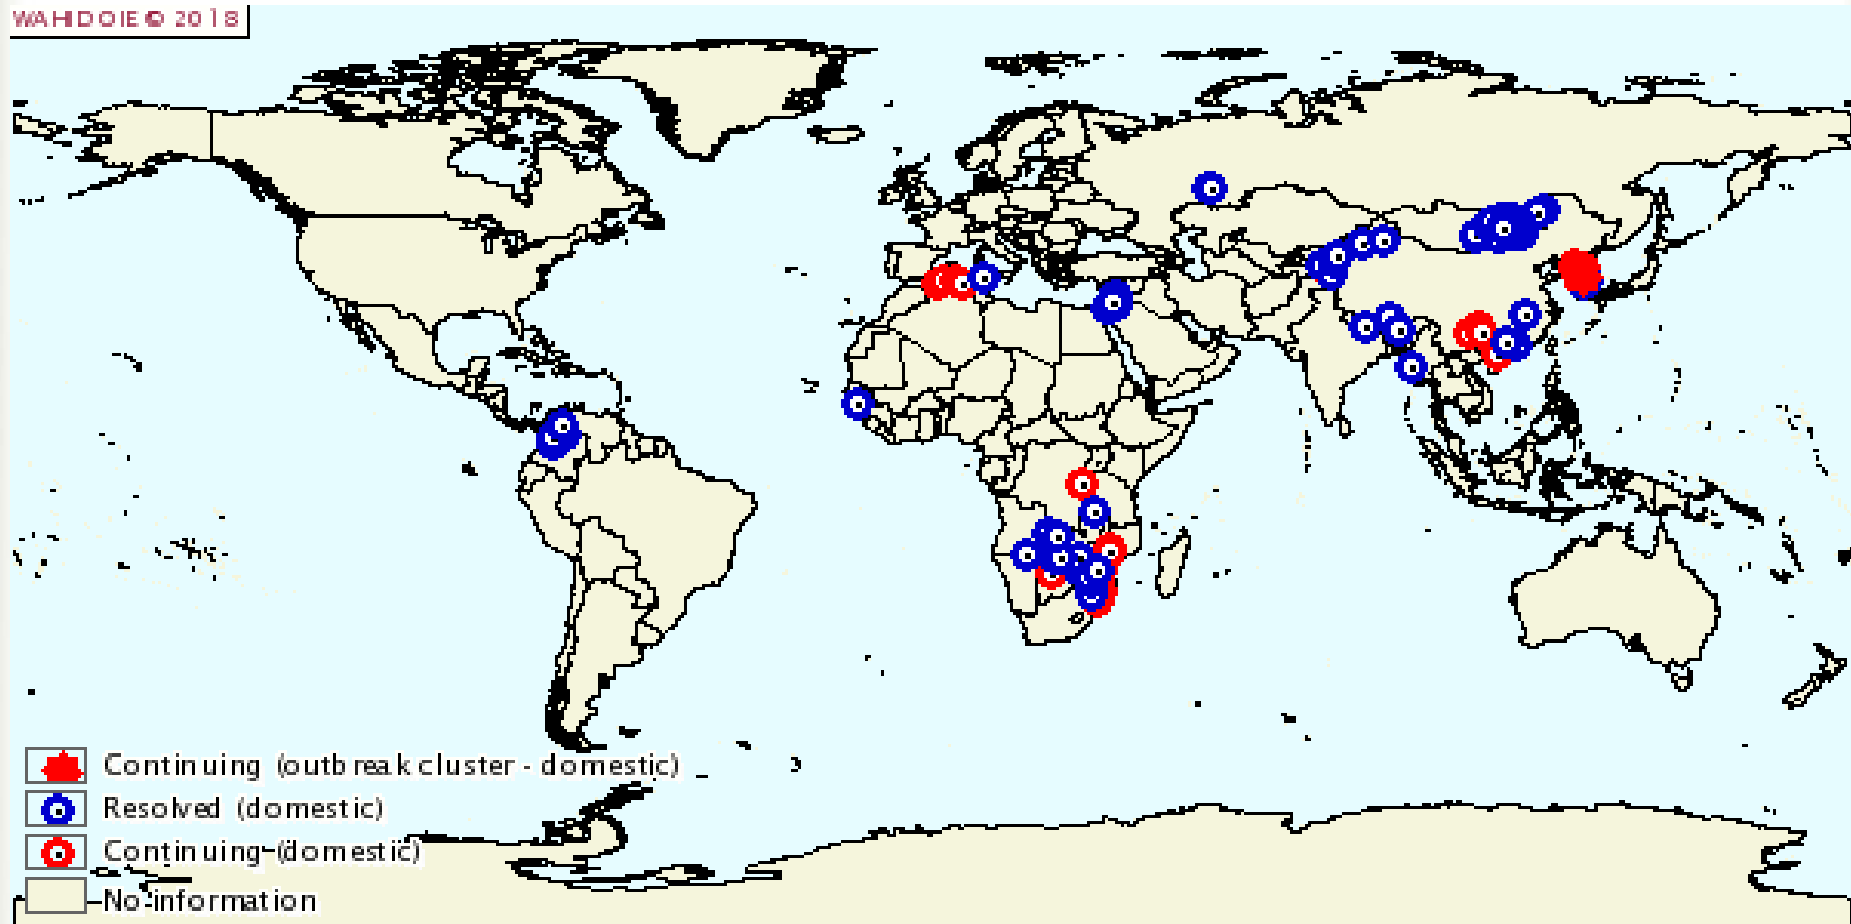 WAHID OIE © 2018
Continuing (outbreak cluster - domestic)
Resolved (domestic)
Continuing (domestic)
No information